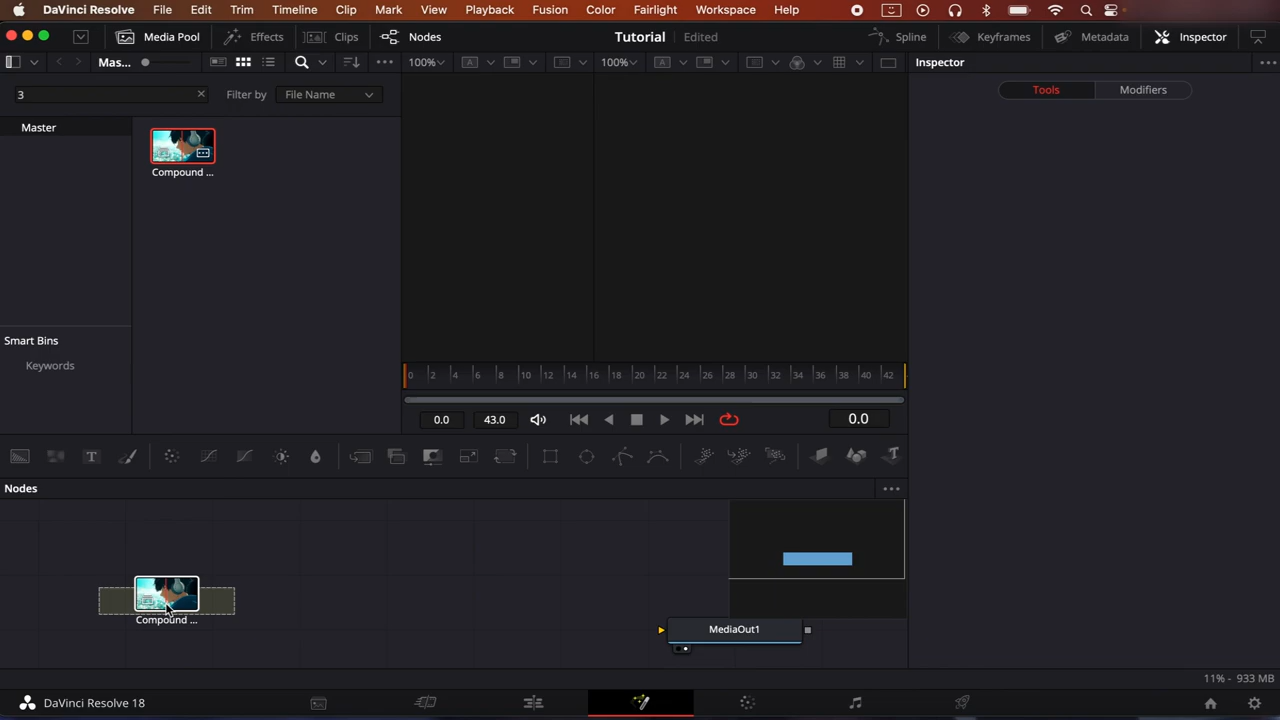 DaVinci Resolve File Edit Trim Timeline Clip Mark View Playback Fusion Color Fairlight Workspace Help
Media Pool Effects Clips Nodes Tutorial Edited Spline Keyframes Metadata Inspector
Mas... 100% A 100% A Inspector
3 Filter by File Name Tools Modifiers
Master
Compound ...
Smart Bins
Keywords
0 2 4 6 8 10 12 14 16 18 20 22 24 26 28 30 32 34 36 38 40 42
0.0 43.0 0.0
T T
Nodes
Compound ...
MediaOut1
11% - 933 MB
DaVinci Resolve 18